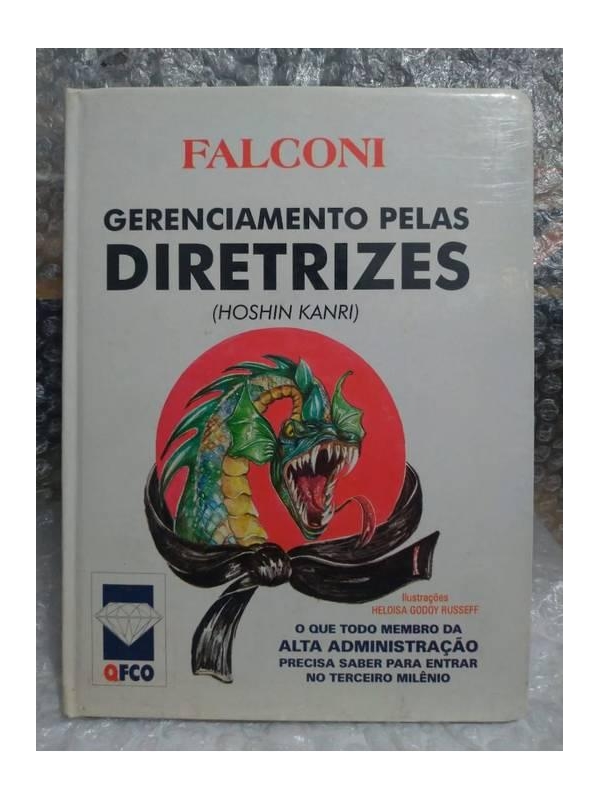 FALCONI
GERENCIAMENTO PELAS
DIRETRIZES
(HOSHIN KANRI)
Ilustrações
HELOISA GODOY RUSSEFF
O QUE TODO MEMBRO DA
ALTA ADMINISTRAÇÃO
PRECISA SABER PARA ENTRAR
NO TERCEIRO MILÊNIO
QFCO